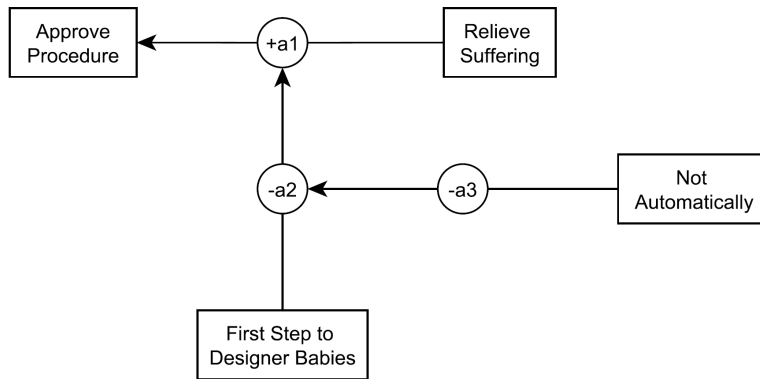 Approve
Procedure
+a1
Relieve
Suffering
-a2
-a3
Not
Automatically
First Step to
Designer Babies